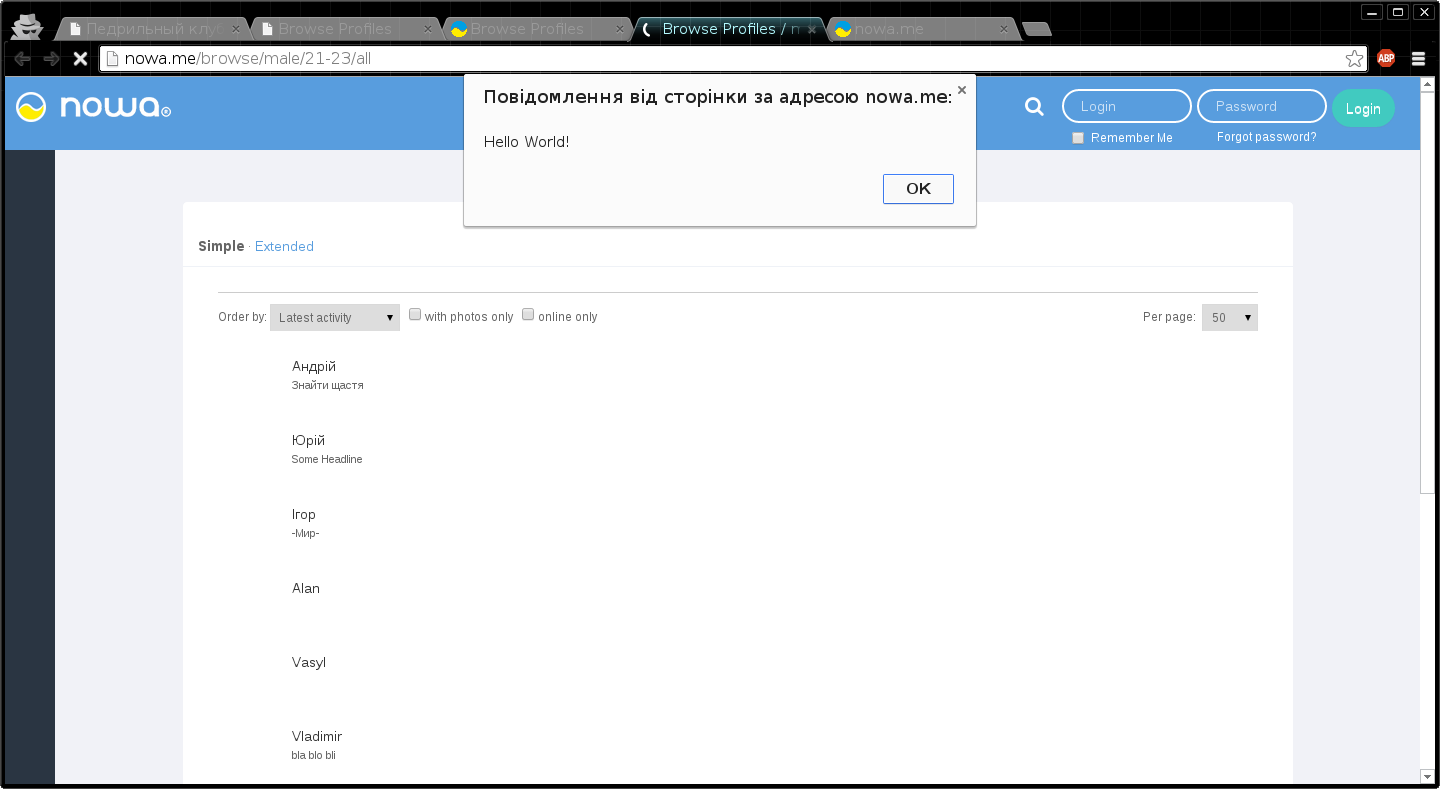 Педрильный клу
Browse Profiles
Browse Profiles
Browse Profiles / n
nowa.me
nowa.me/browse/male/21-23/all
ABP
nowa®
Повідомлення від сторінки за адресою nowa.me:
Hello World!
OK
Login
Password
Login
Remember Me
Forgot password?
Simple · Extended
Order by: Latest activity with photos only online only
Per page: 50
Андрій
Знайти щастя
Юрій
Some Headline
Ігор
-Мир-
Alan
Vasyl
Vladimir
bla blo bli